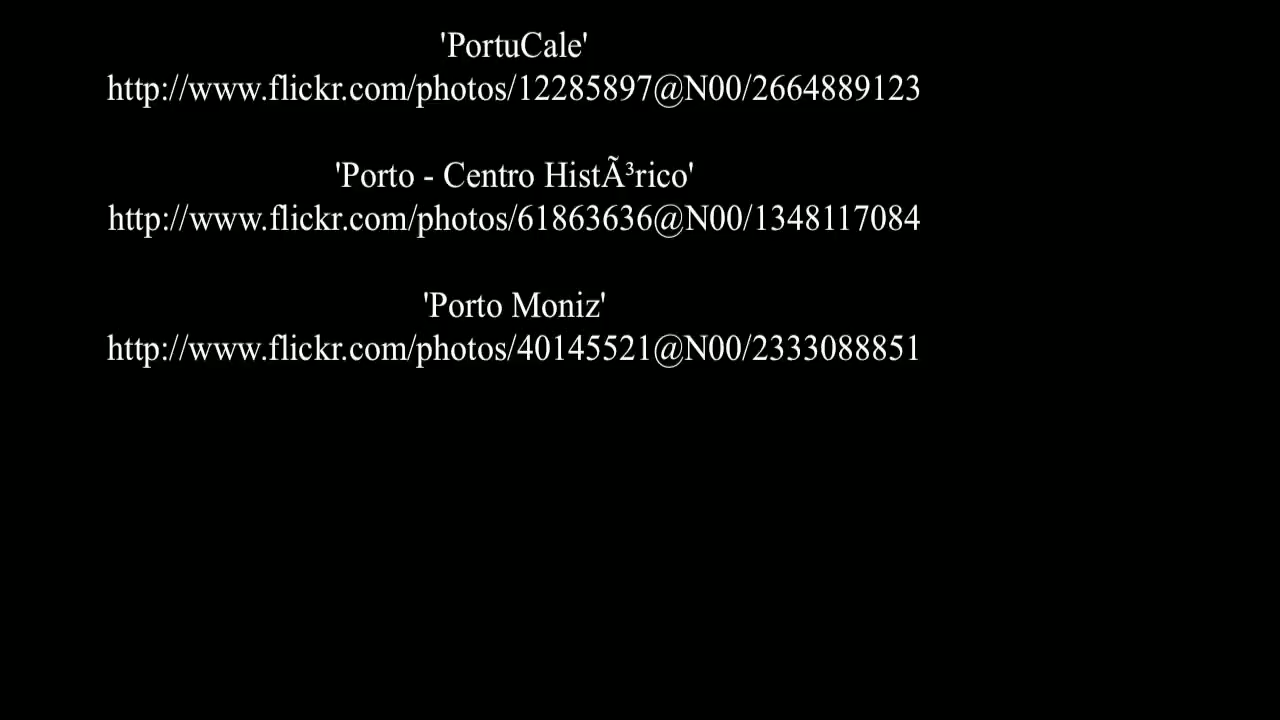 'PortuCale'
http://www.flickr.com/photos/12285897@N00/2664889123
'Porto - Centro HistÃ³rico'
http://www.flickr.com/photos/61863636@N00/1348117084
'Porto Moniz'
http://www.flickr.com/photos/40145521@N00/2333088851